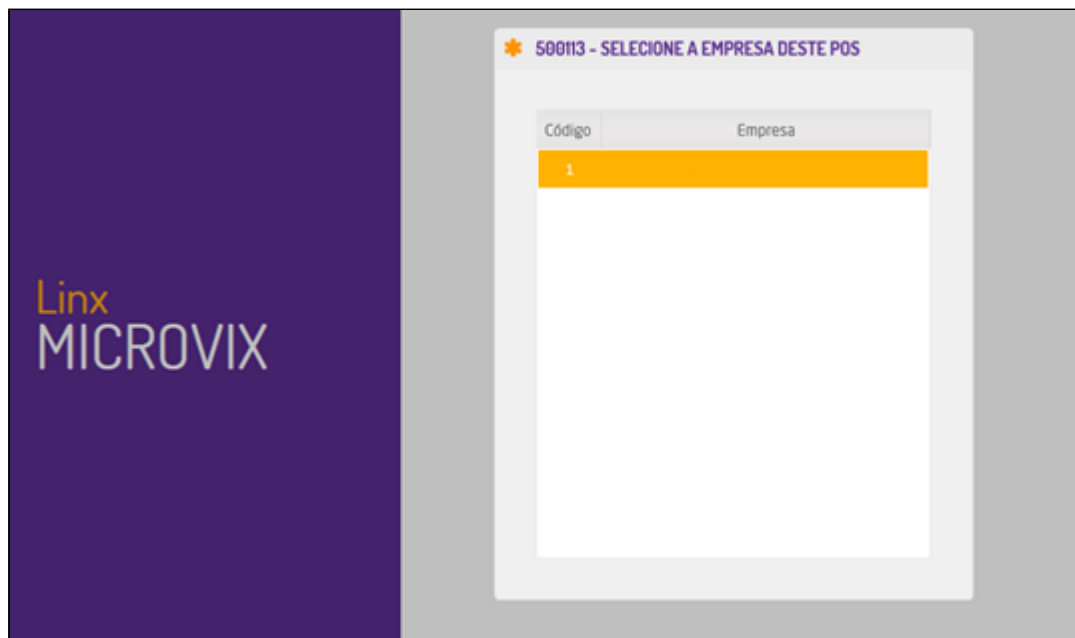 500113 - SELECIONE A EMPRESA DESTE POS
Código Empresa
1
Linx
MICROVIX